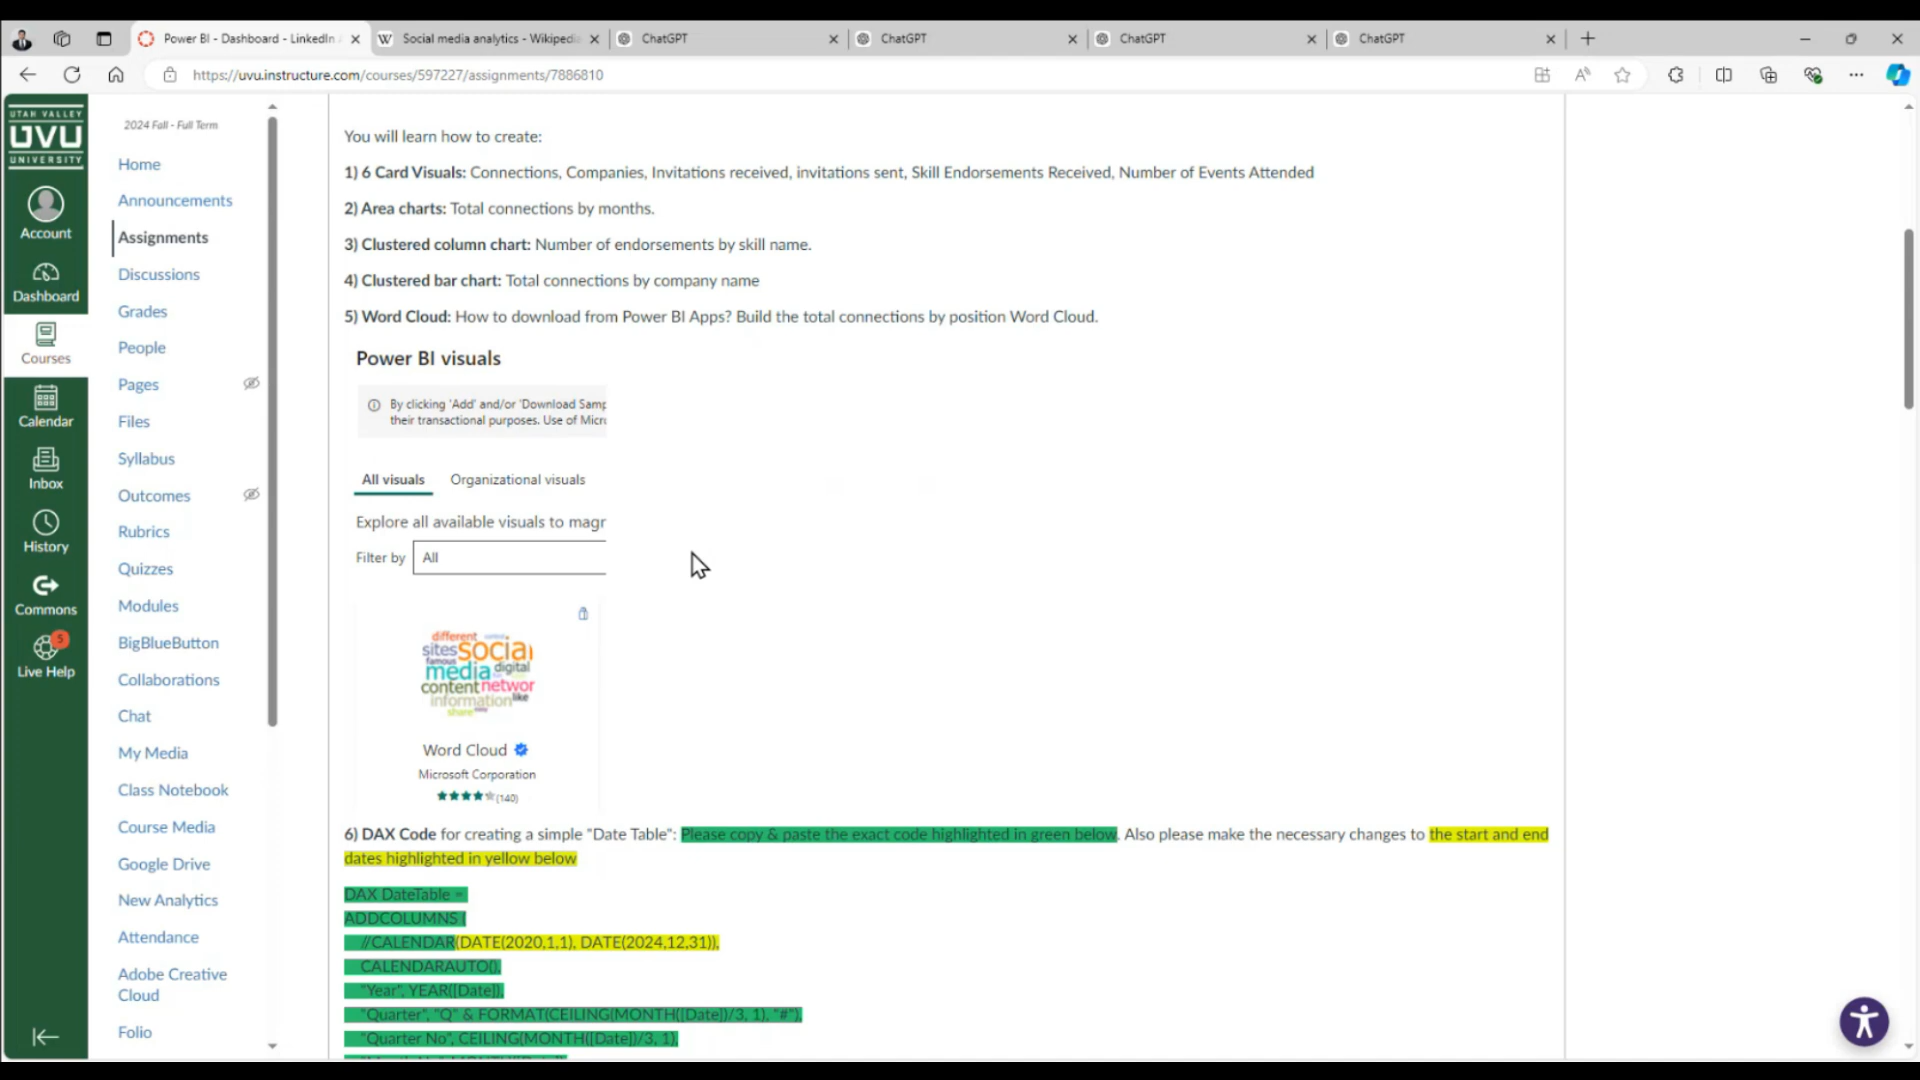 Power BI - Dashboard - LinkedIn
Social media analytics - Wikipedia
ChatGPT
ChatGPT
ChatGPT
ChatGPT
https://uvu.instructure.com/courses/597227/assignments/7886810
UTAH VALLEY
UVU
UNIVERSITY
Account
Dashboard
Courses
Calendar
Inbox
History
Commons
5
Live Help
2024 Fall - Full Term
Home
Announcements
Assignments
Discussions
Grades
People
Pages
Files
Syllabus
Outcomes
Rubrics
Quizzes
Modules
BigBlueButton
Collaborations
Chat
My Media
Class Notebook
Course Media
Google Drive
New Analytics
Attendance
Adobe Creative
Cloud
Folio
You will learn how to create:
1) 6 Card Visuals: Connections, Companies, Invitations received, invitations sent, Skill Endorsements Received, Number of Events Attended
2) Area charts: Total connections by months.
3) Clustered column chart: Number of endorsements by skill name.
4) Clustered bar chart: Total connections by company name
5) Word Cloud: How to download from Power BI Apps? Build the total connections by position Word Cloud.
Power BI visuals
By clicking 'Add' and/or 'Download Samp
their transactional purposes. Use of Micr
All visuals Organizational visuals
Explore all available visuals to magr
Filter by All
different
sites social
famous
media digital
content networ
information like
share
Word Cloud
Microsoft Corporation
(140)
6) DAX Code for creating a simple "Date Table": Please copy & paste the exact code highlighted in green below. Also please make the necessary changes to the start and end
dates highlighted in yellow below
DAX DateTable =
ADDCOLUMNS (
//CALENDAR(DATE(2020,1,1), DATE(2024,12,31)),
CALENDARAUTO(),
"Year", YEAR([Date]),
"Quarter", "Q" & FORMAT(CEILING(MONTH([Date])/3, 1), "#"),
"Quarter No", CEILING(MONTH([Date])/3, 1),